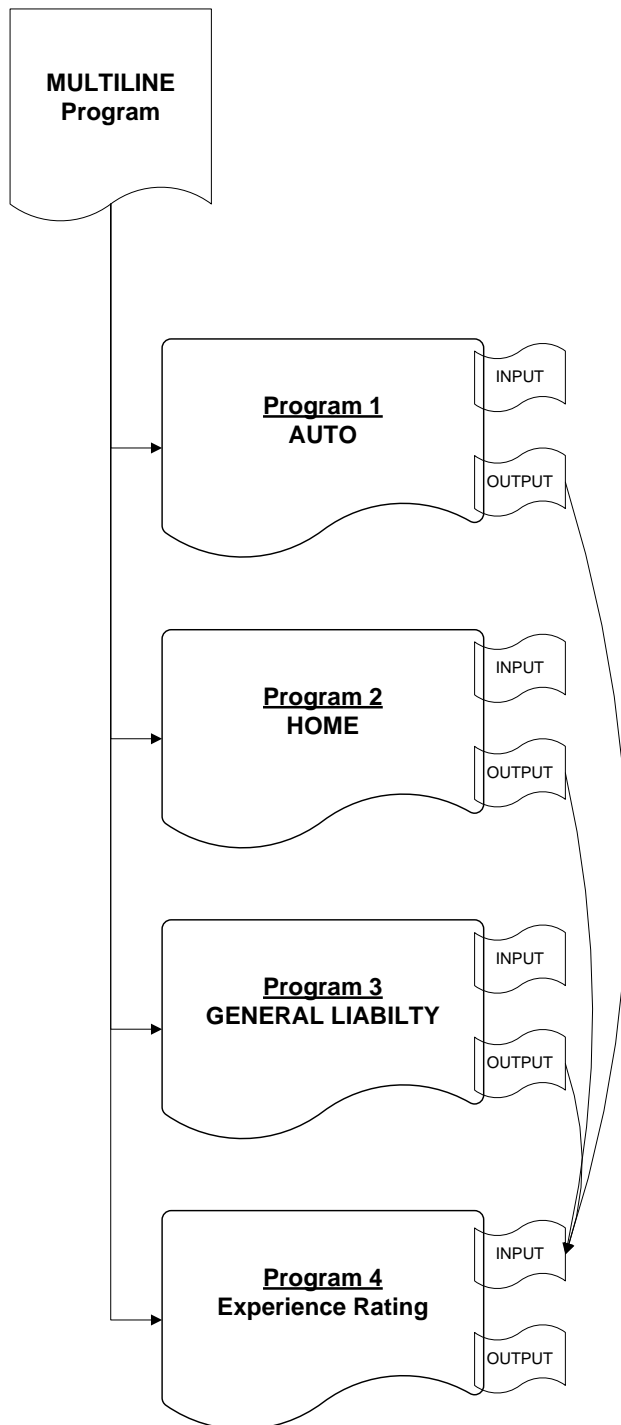 MULTILINE
Program
Program 1
AUTO
INPUT
OUTPUT
Program 2
HOME
INPUT
OUTPUT
Program 3
GENERAL LIABILTY
INPUT
OUTPUT
Program 4
Experience Rating
INPUT
OUTPUT